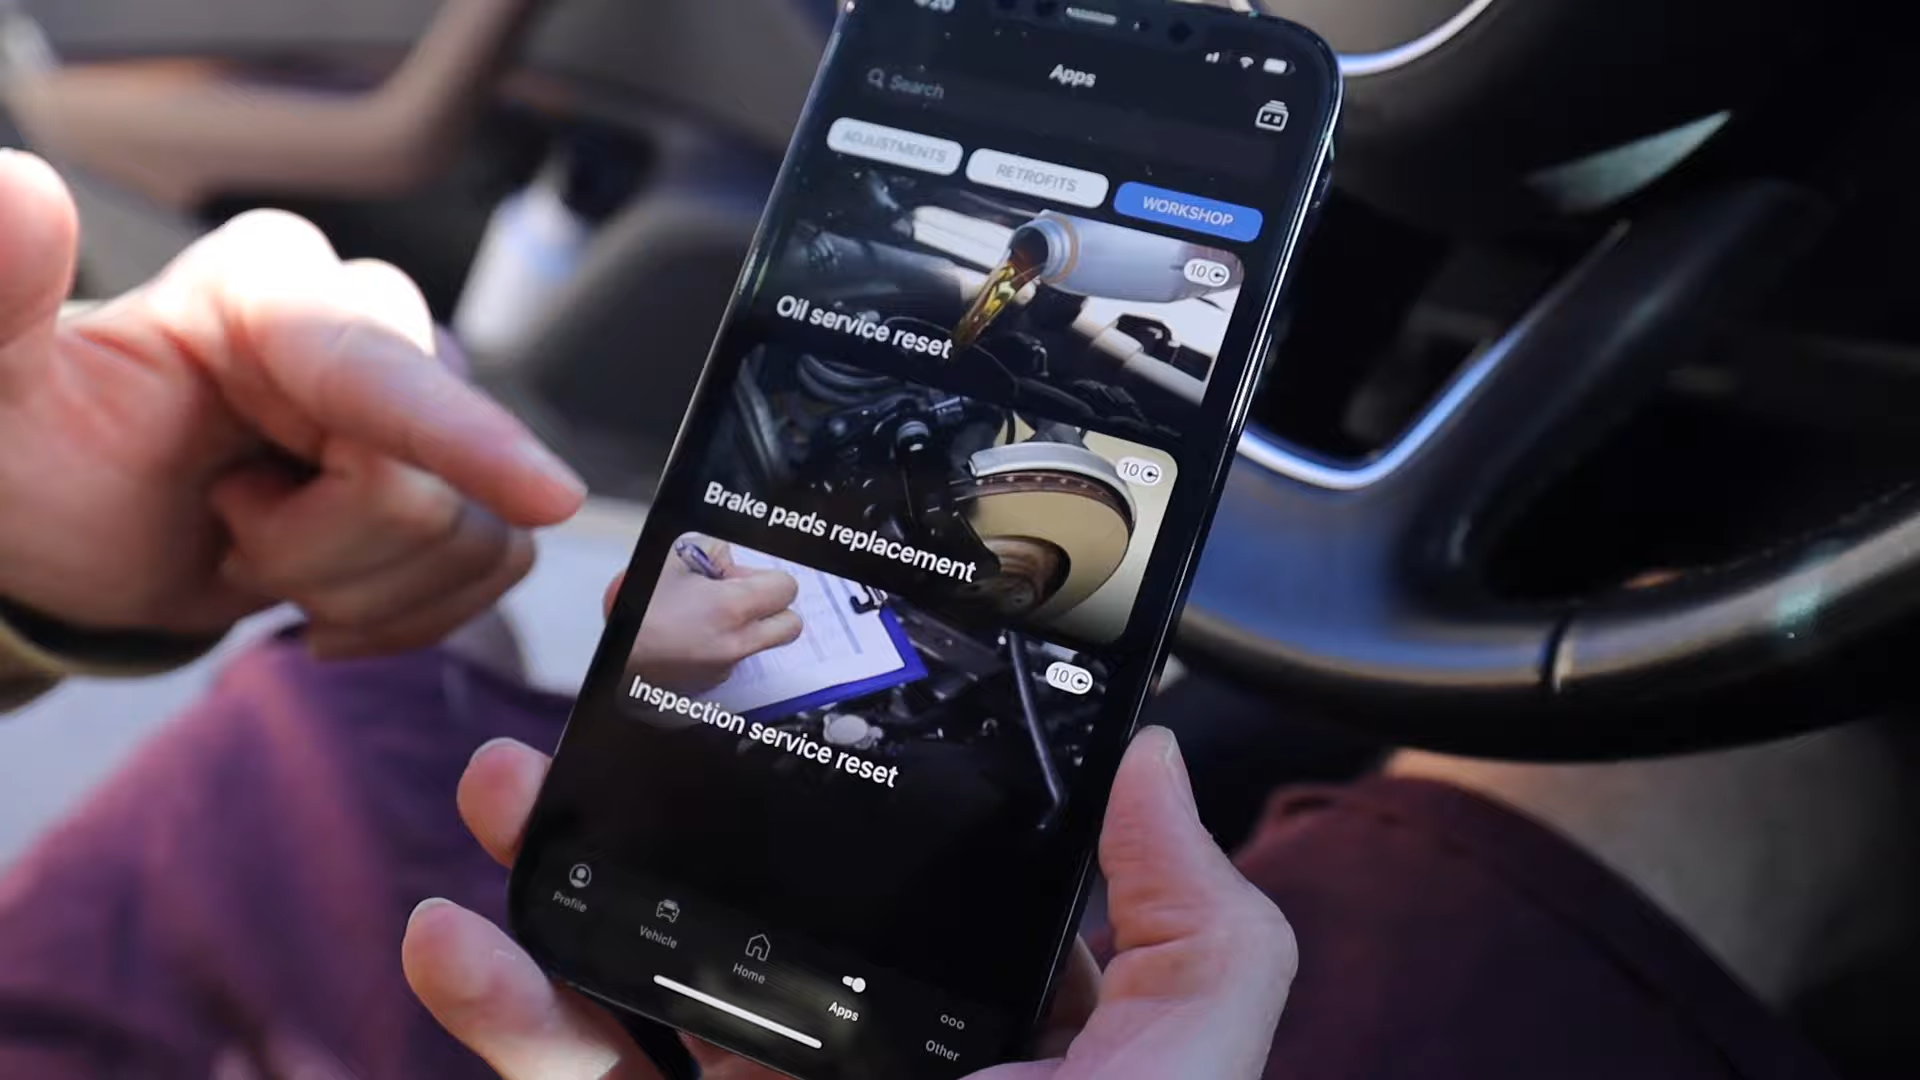 Apps
Search
ADJUSTMENTS
RETROFITS
WORKSHOP
10
Oil service reset
10
Brake pads replacement
10
Inspection service reset
Profile
Vehicle
Home
Apps
Other